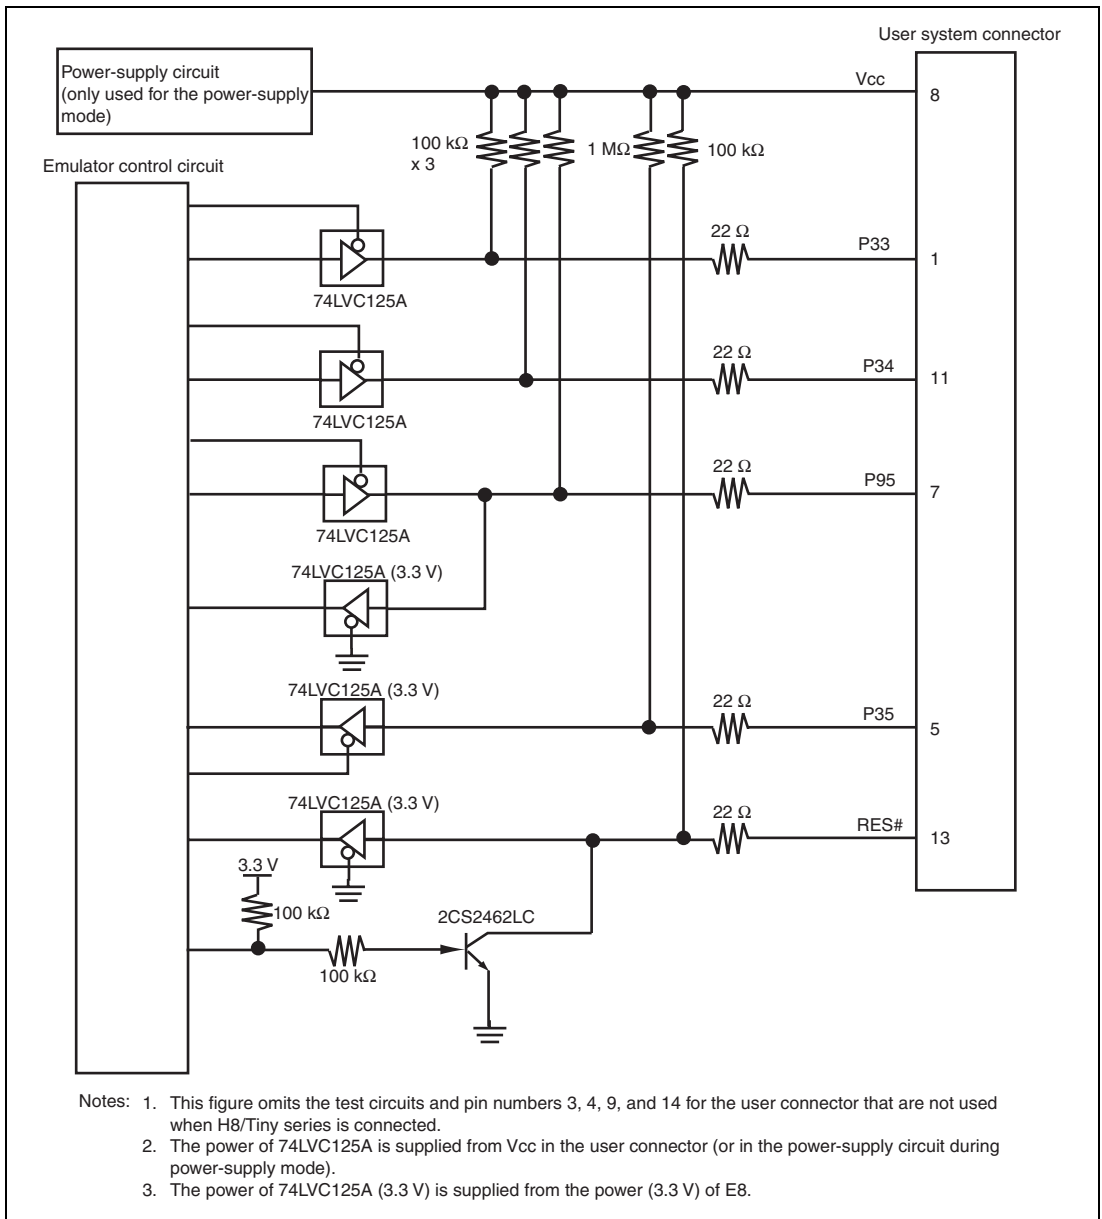 User system connector
Power-supply circuit
(only used for the power-supply
mode)
Vcc
8
100 kΩ
x 3
1 MΩ
100 kΩ
Emulator control circuit
22 Ω
P33
1
74LVC125A
22 Ω
P34
11
74LVC125A
22 Ω
P95
7
74LVC125A
74LVC125A (3.3 V)
74LVC125A (3.3 V)
22 Ω
P35
5
74LVC125A (3.3 V)
22 Ω
RES#
13
3.3 V
100 kΩ
2CS2462LC
100 kΩ
Notes: 1. This figure omits the test circuits and pin numbers 3, 4, 9, and 14 for the user connector that are not used
when H8/Tiny series is connected.
2. The power of 74LVC125A is supplied from Vcc in the user connector (or in the power-supply circuit during
power-supply mode).
3. The power of 74LVC125A (3.3 V) is supplied from the power (3.3 V) of E8.